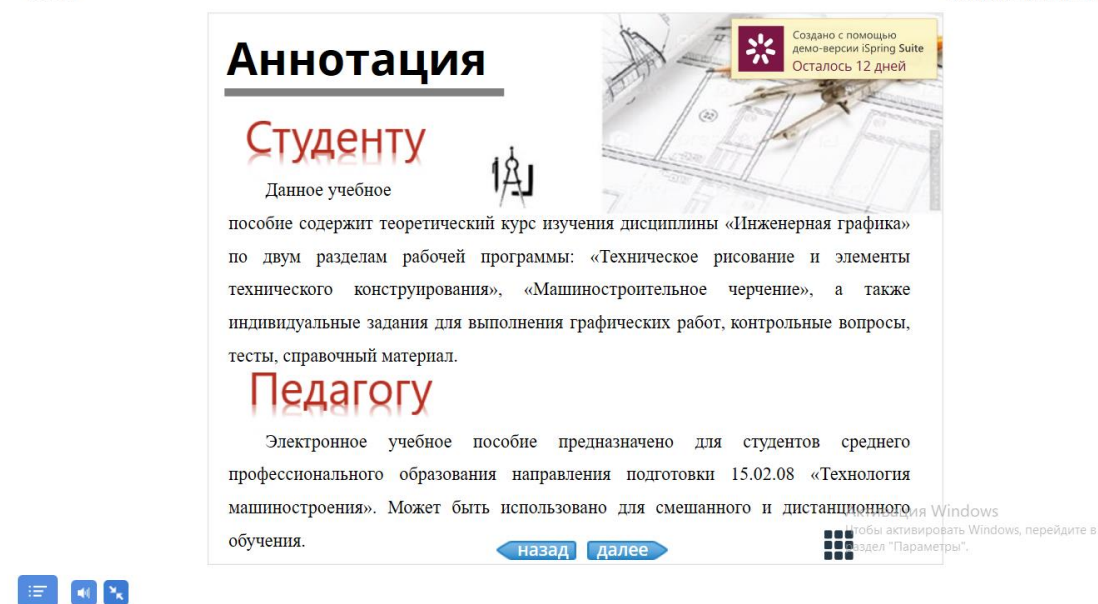 Аннотация
Создано с помощью
демо-версии iSpring Suite
Осталось 12 дней
Студенту
Данное учебное
пособие содержит теоретический курс изучения дисциплины «Инженерная графика»
по двум разделам рабочей программы: «Техническое рисование и элементы
технического конструирования», «Машиностроительное черчение», а также
индивидуальные задания для выполнения графических работ, контрольные вопросы,
тесты, справочный материал.
Педагогу
Электронное учебное пособие предназначено для студентов среднего
профессионального образования направления подготовки 15.02.08 «Технология
машиностроения». Может быть использовано для смешанного и дистанционного
обучения.
назад далее
Активация Windows
Чтобы активировать Windows, перейдите в
раздел "Параметры".